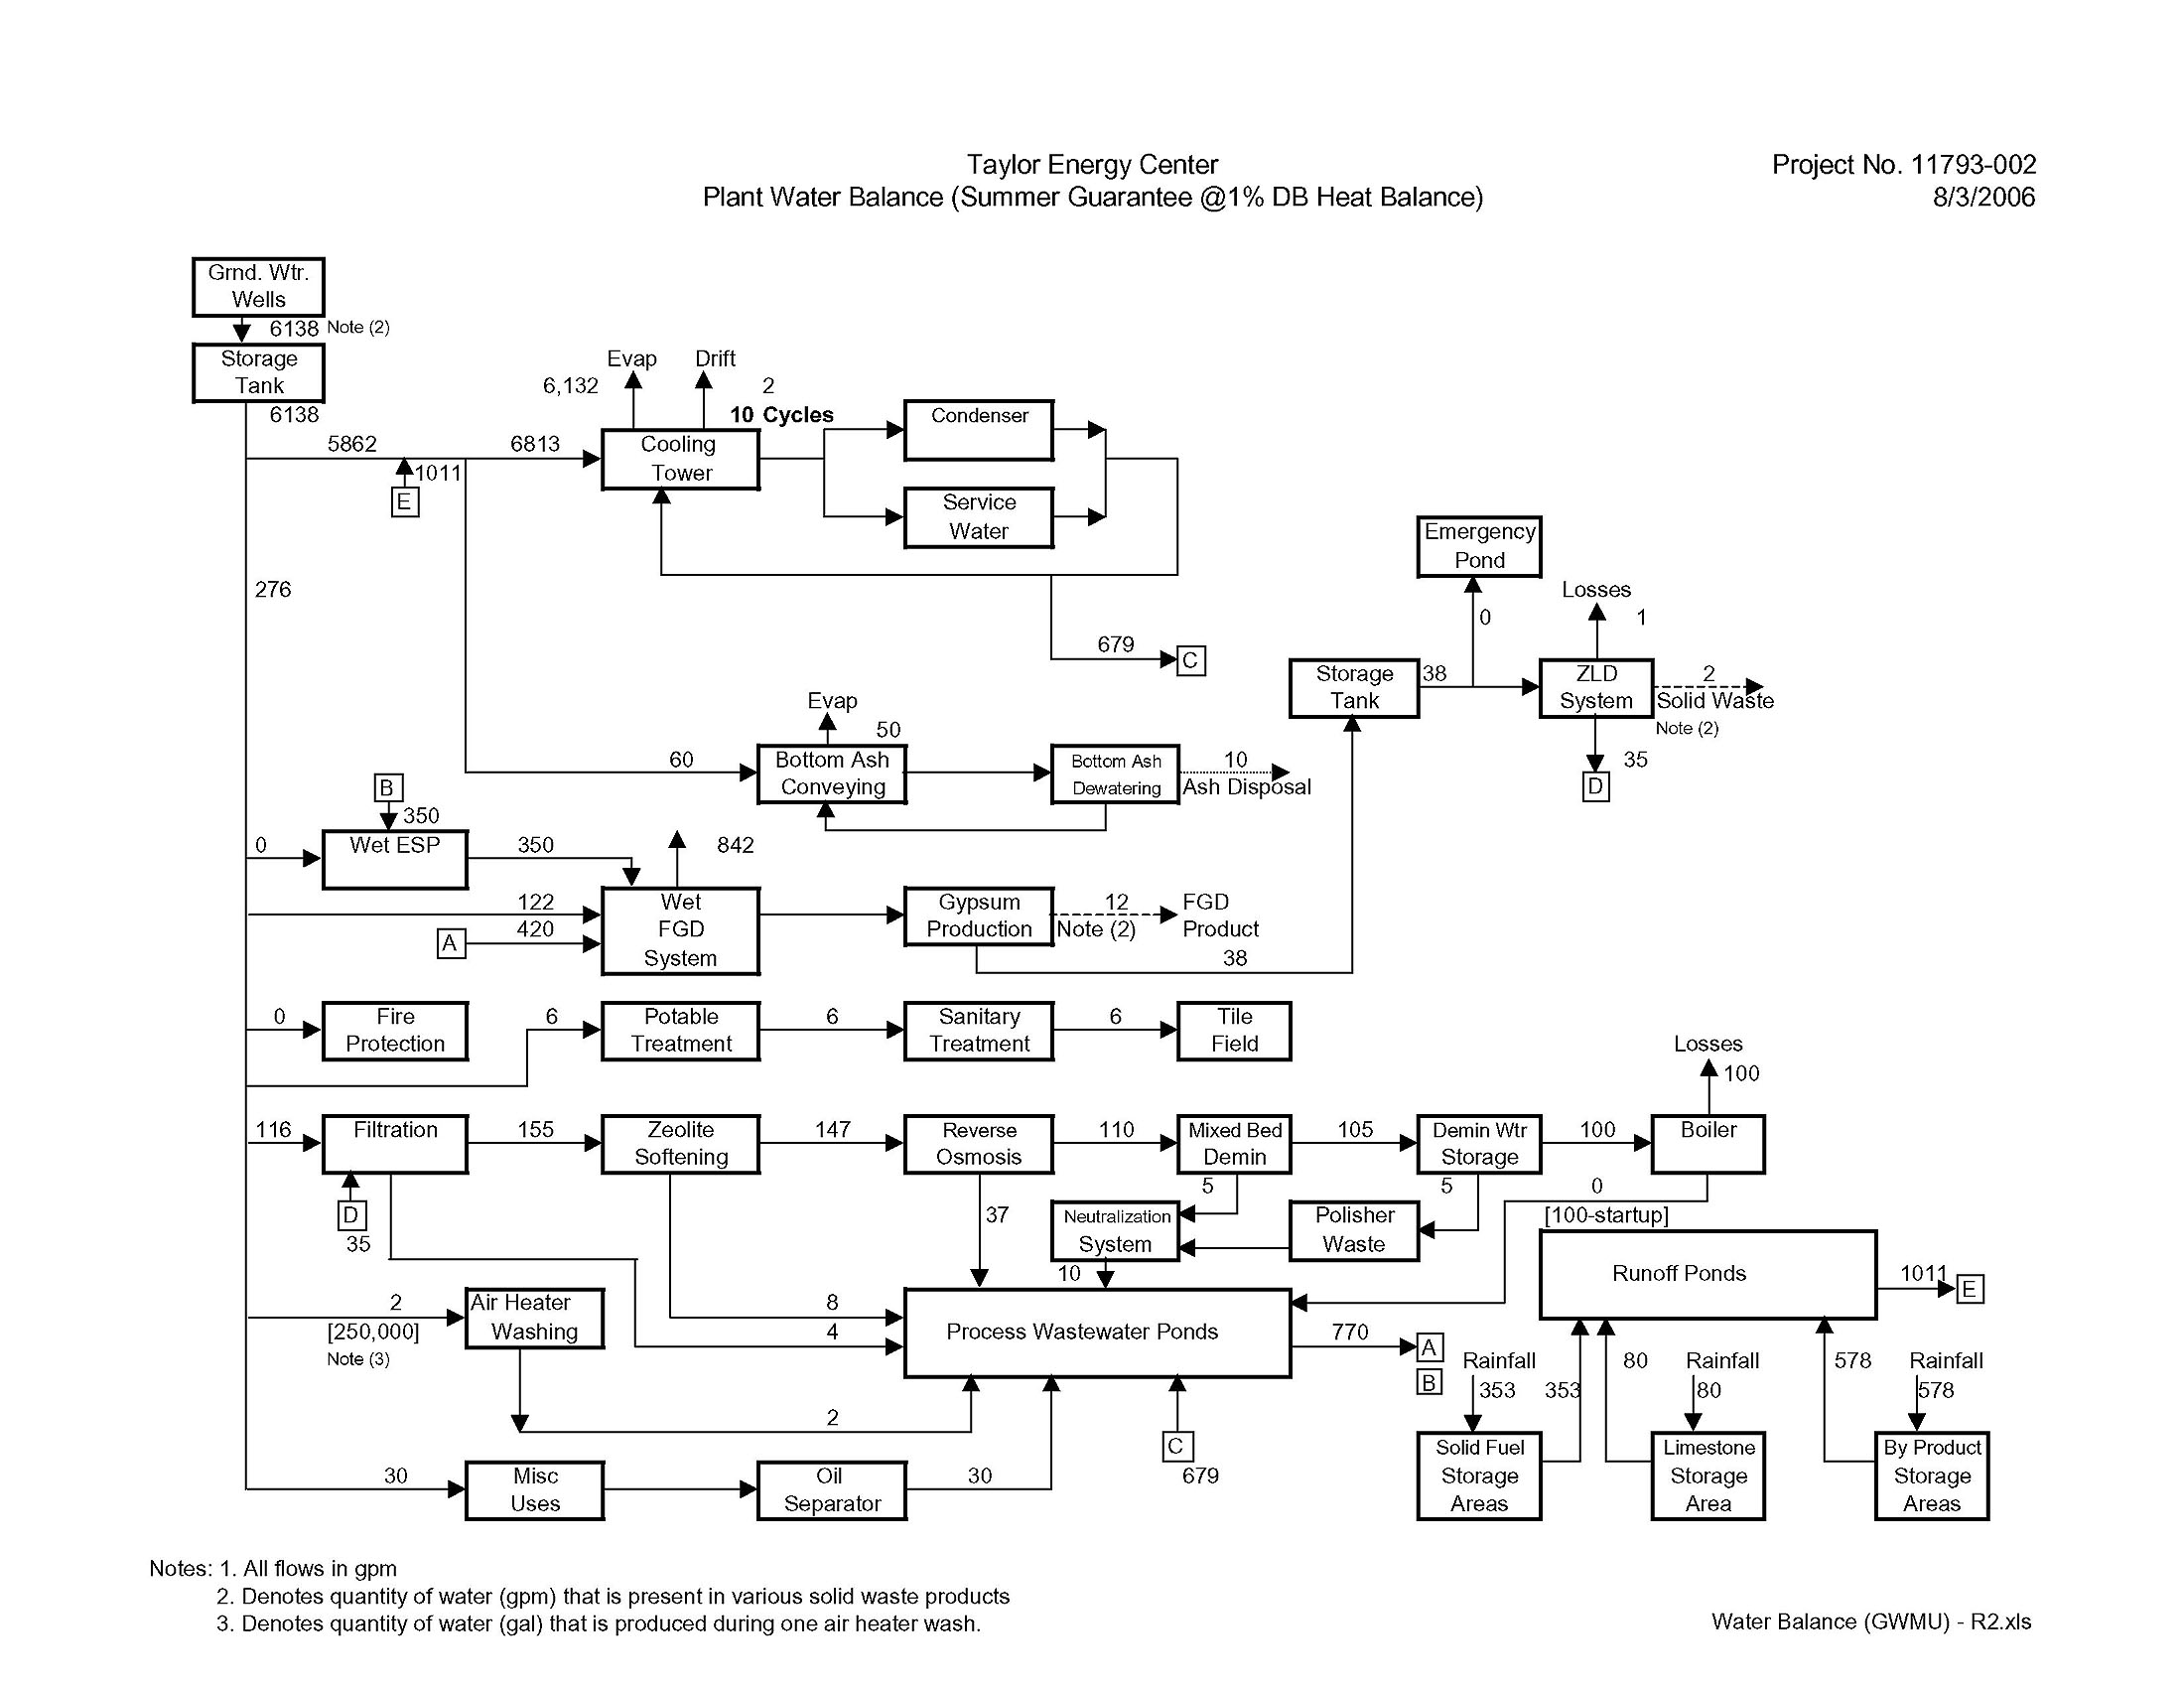 Taylor Energy Center
Plant Water Balance (Summer Guarantee @1% DB Heat Balance)
Project No. 11793-002
8/3/2006
Grnd. Wtr.
Wells
6138 Note (2)
Storage
Tank
6138
Evap
Drift
6,132
2
10 Cycles
5862
6813
1011
E
Cooling
Tower
Condenser
Service
Water
276
679
C
Emergency
Pond
0
Losses
1
Storage
Tank
38
ZLD
System
2
Solid Waste
Note (2)
35
D
Evap
50
60
Bottom Ash
Conveying
Bottom Ash
Dewatering
10
Ash Disposal
B
350
0
Wet ESP
350
842
122
420
A
Wet
FGD
System
Gypsum
Production
12
Note (2)
FGD
Product
38
0
Fire
Protection
6
Potable
Treatment
6
Sanitary
Treatment
6
Tile
Field
Losses
100
116
Filtration
155
Zeolite
Softening
147
Reverse
Osmosis
110
Mixed Bed
Demin
105
Demin Wtr
Storage
100
Boiler
D
35
37
5
Neutralization
System
10
5
Polisher
Waste
0
[100-startup]
Runoff Ponds
1011
E
2
[250,000]
Note (3)
Air Heater
Washing
8
4
Process Wastewater Ponds
770
A
B
2
C
679
30
Misc
Uses
Oil
Separator
30
Rainfall
353
353
80
Rainfall
80
578
Rainfall
578
Solid Fuel
Storage
Areas
Limestone
Storage
Area
By Product
Storage
Areas
Notes: 1. All flows in gpm
2. Denotes quantity of water (gpm) that is present in various solid waste products
3. Denotes quantity of water (gal) that is produced during one air heater wash.
Water Balance (GWMU) - R2.xls